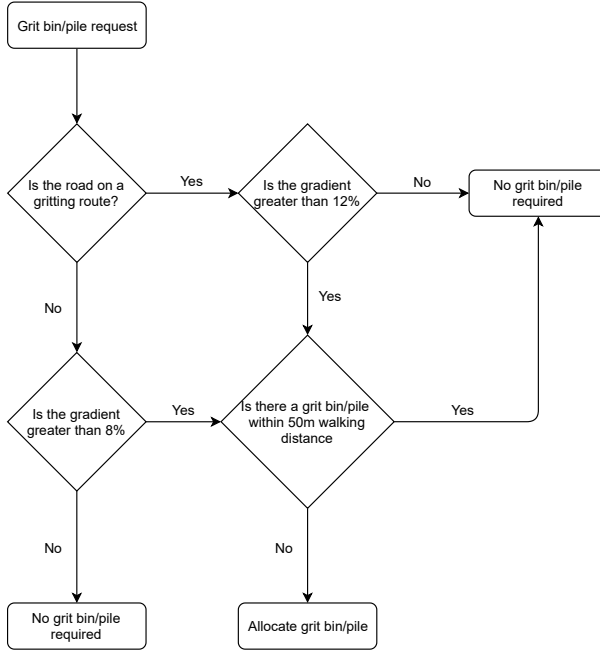 Grit bin/pile request
Is the road on a
gritting route?
Yes
Is the gradient
greater than 12%
No
No grit bin/pile
required
No
Yes
Is the gradient
greater than 8%
Yes
Is there a grit bin/pile
within 50m walking
distance
Yes
No
No
No grit bin/pile
required
Allocate grit bin/pile